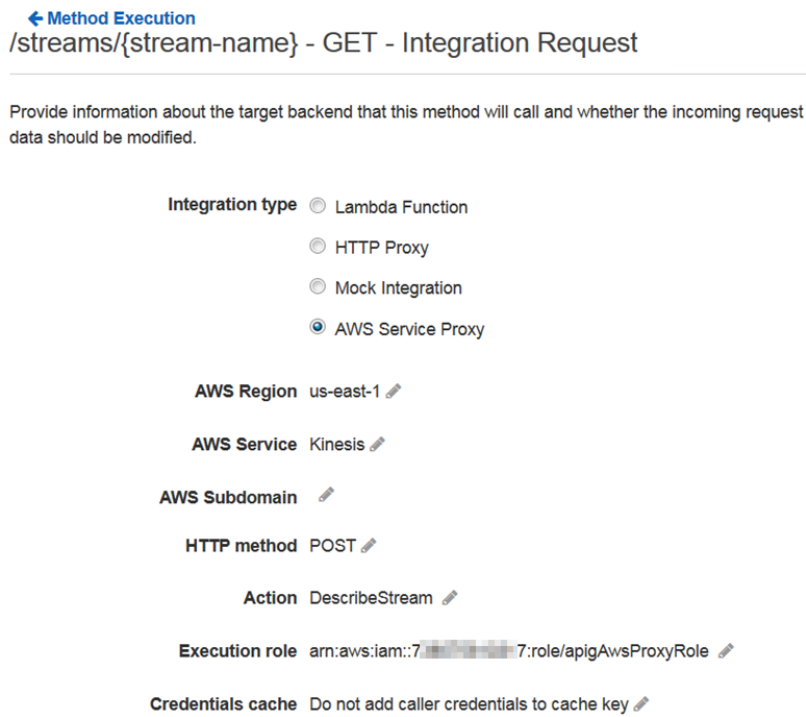 Method Execution
/streams/{stream-name} - GET - Integration Request
Provide information about the target backend that this method will call and whether the incoming request
data should be modified.
Integration type Lambda Function
HTTP Proxy
Mock Integration
AWS Service Proxy
AWS Region us-east-1
AWS Service Kinesis
AWS Subdomain
HTTP method POST
Action DescribeStream
Execution role arn:aws:iam::7 7:role/apigAwsProxyRole
Credentials cache Do not add caller credentials to cache key